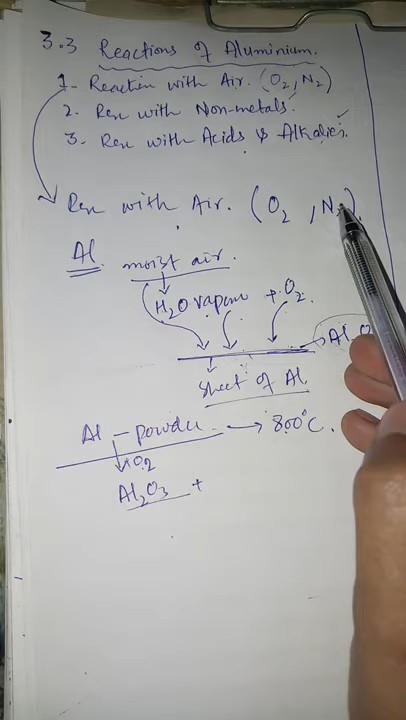 3.3 Reactions of Aluminium.
1- Reaction with Air. (O₂, N₂)
2. Rxn with Non-metals.
3- Rxn with Acids & Alkalies.
Rxn with Air. (O₂, N₂)
Al moist air.
H₂O vapour + O₂.
Al₂O
sheet of Al
Al - powder → 800°C.
+O₂
Al₂O₃ +